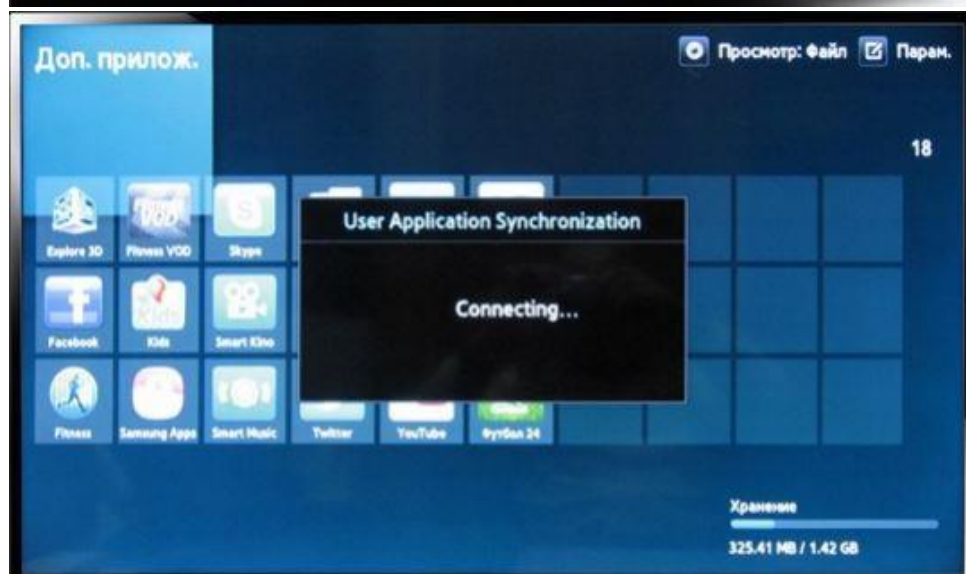 Доп. прилож.
Просмотр: Файл
Парам.
18
Explore 3D
Fitness VOD
Skype
User Application Synchronization
Connecting...
Facebook
Kids
Smart Kino
Fitness
Samsung Apps
Smart Music
Twitter
YouTube
Футбол 24
Хранение
325.41 MB / 1.42 GB